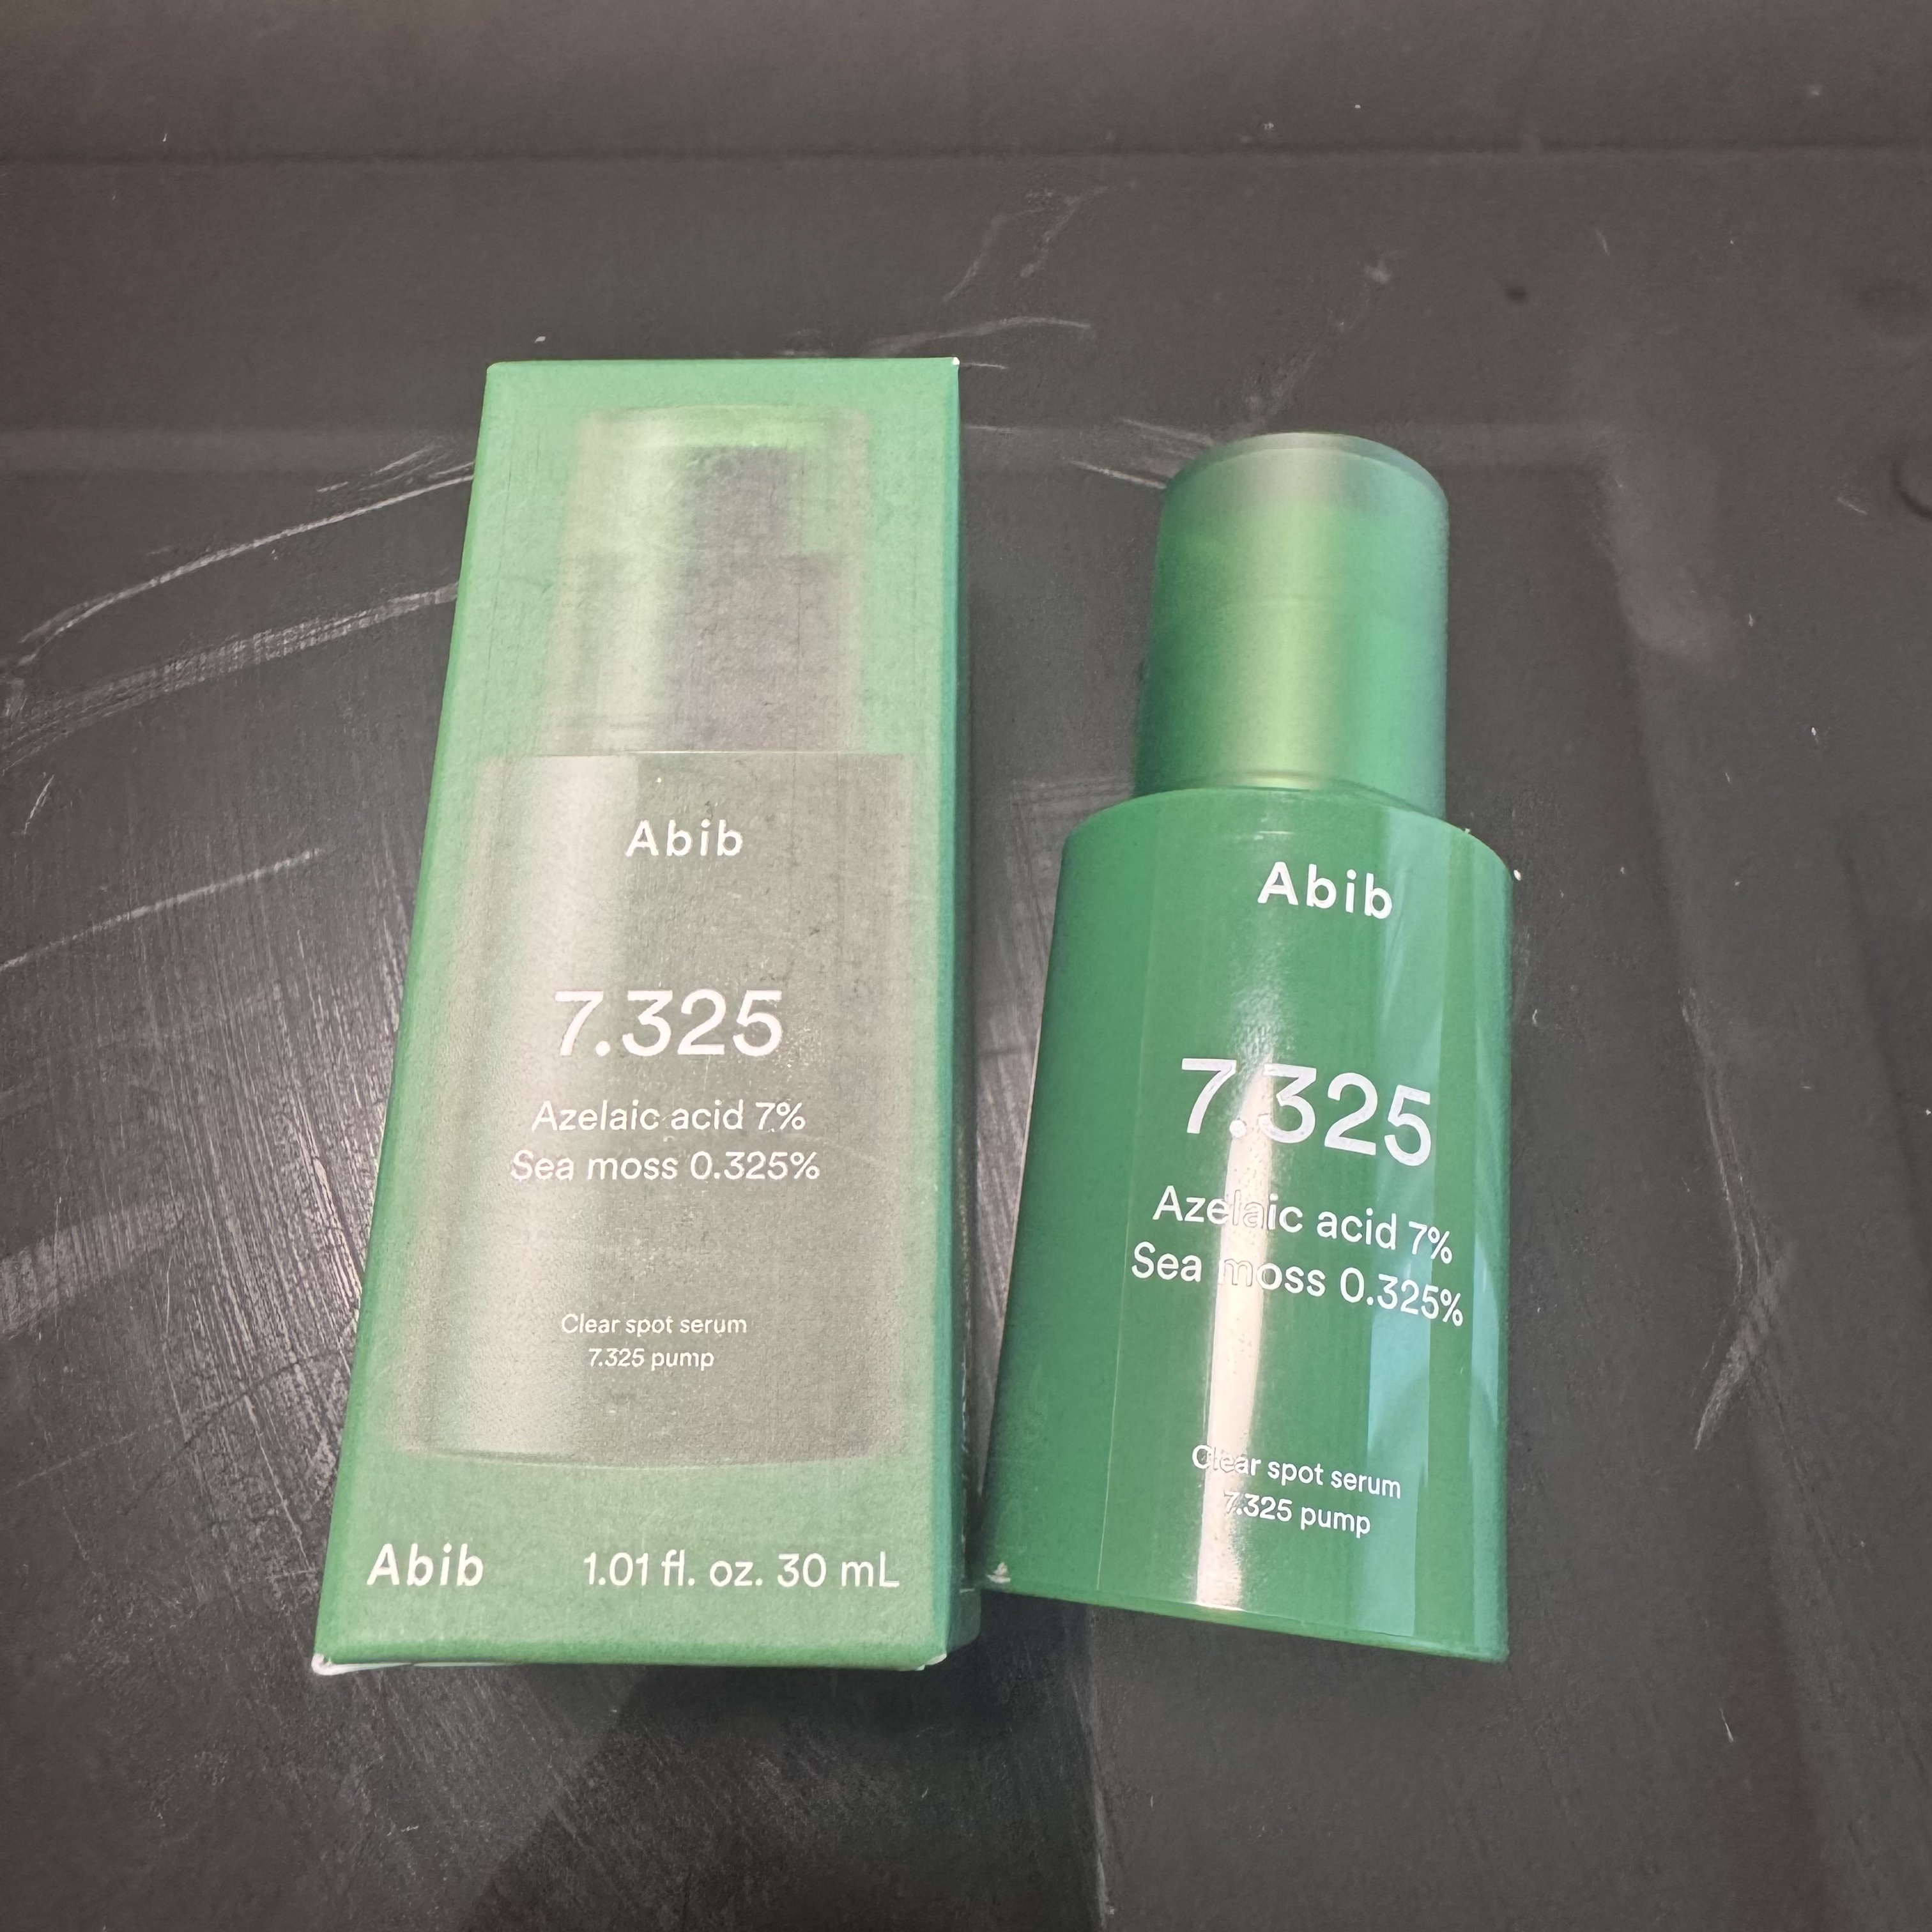 Abib
7.325
Azelaic acid 7%
Sea moss 0.325%
Clear spot serum
7.325 pump
Abib 1.01 fl. oz. 30 mL
Abib
7.325
Azelaic acid 7%
Sea moss 0.325%
Clear spot serum
7.325 pump